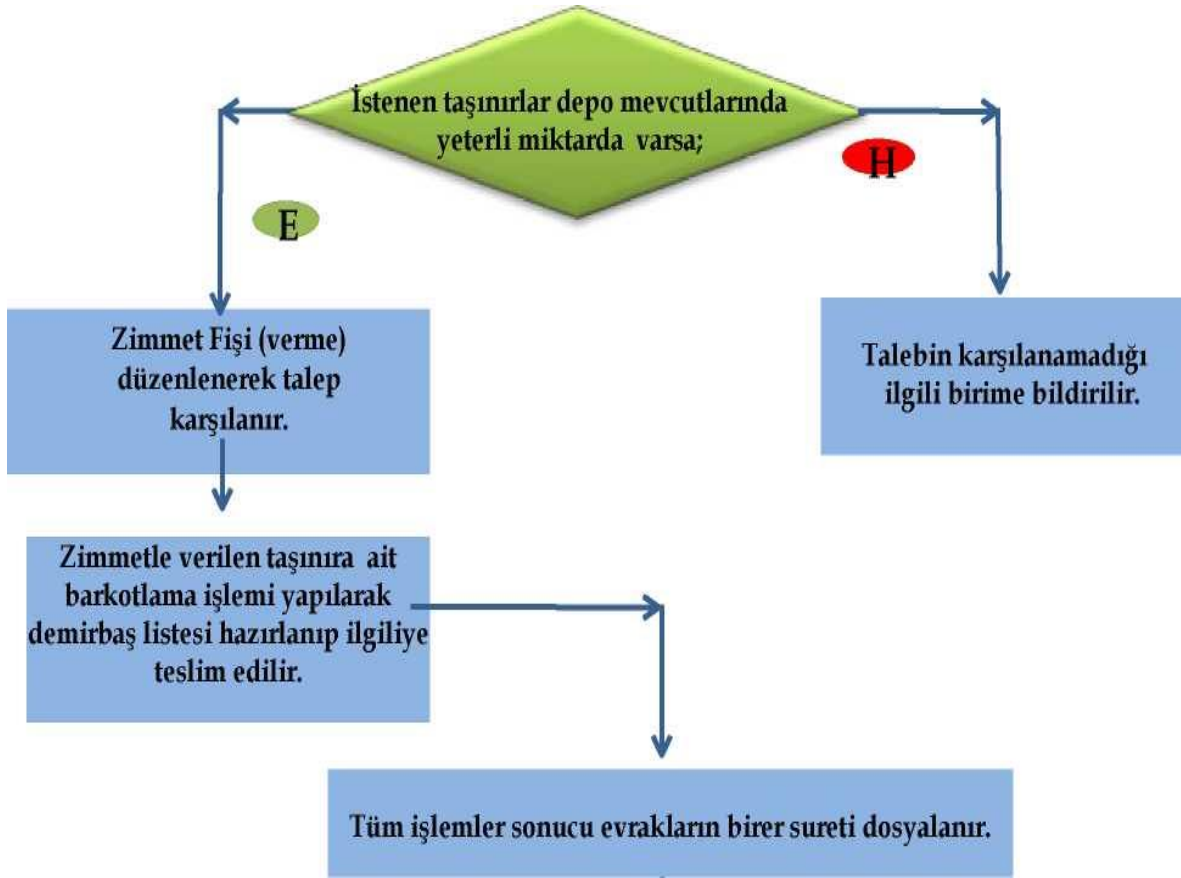 İstenen taşınırlar depo mevcutlarında
yeterli miktarda varsa;
H
E
Zimmet Fişi (verme)
düzenlenerek talep
karşılanır.
Talebin karşılanamadığı
ilgili birime bildirilir.
Zimmetle verilen taşınıra ait
barkotlama işlemi yapılarak
demirbaş listesi hazırlanıp ilgiliye
teslim edilir.
Tüm işlemler sonucu evrakların birer sureti dosyalanır.